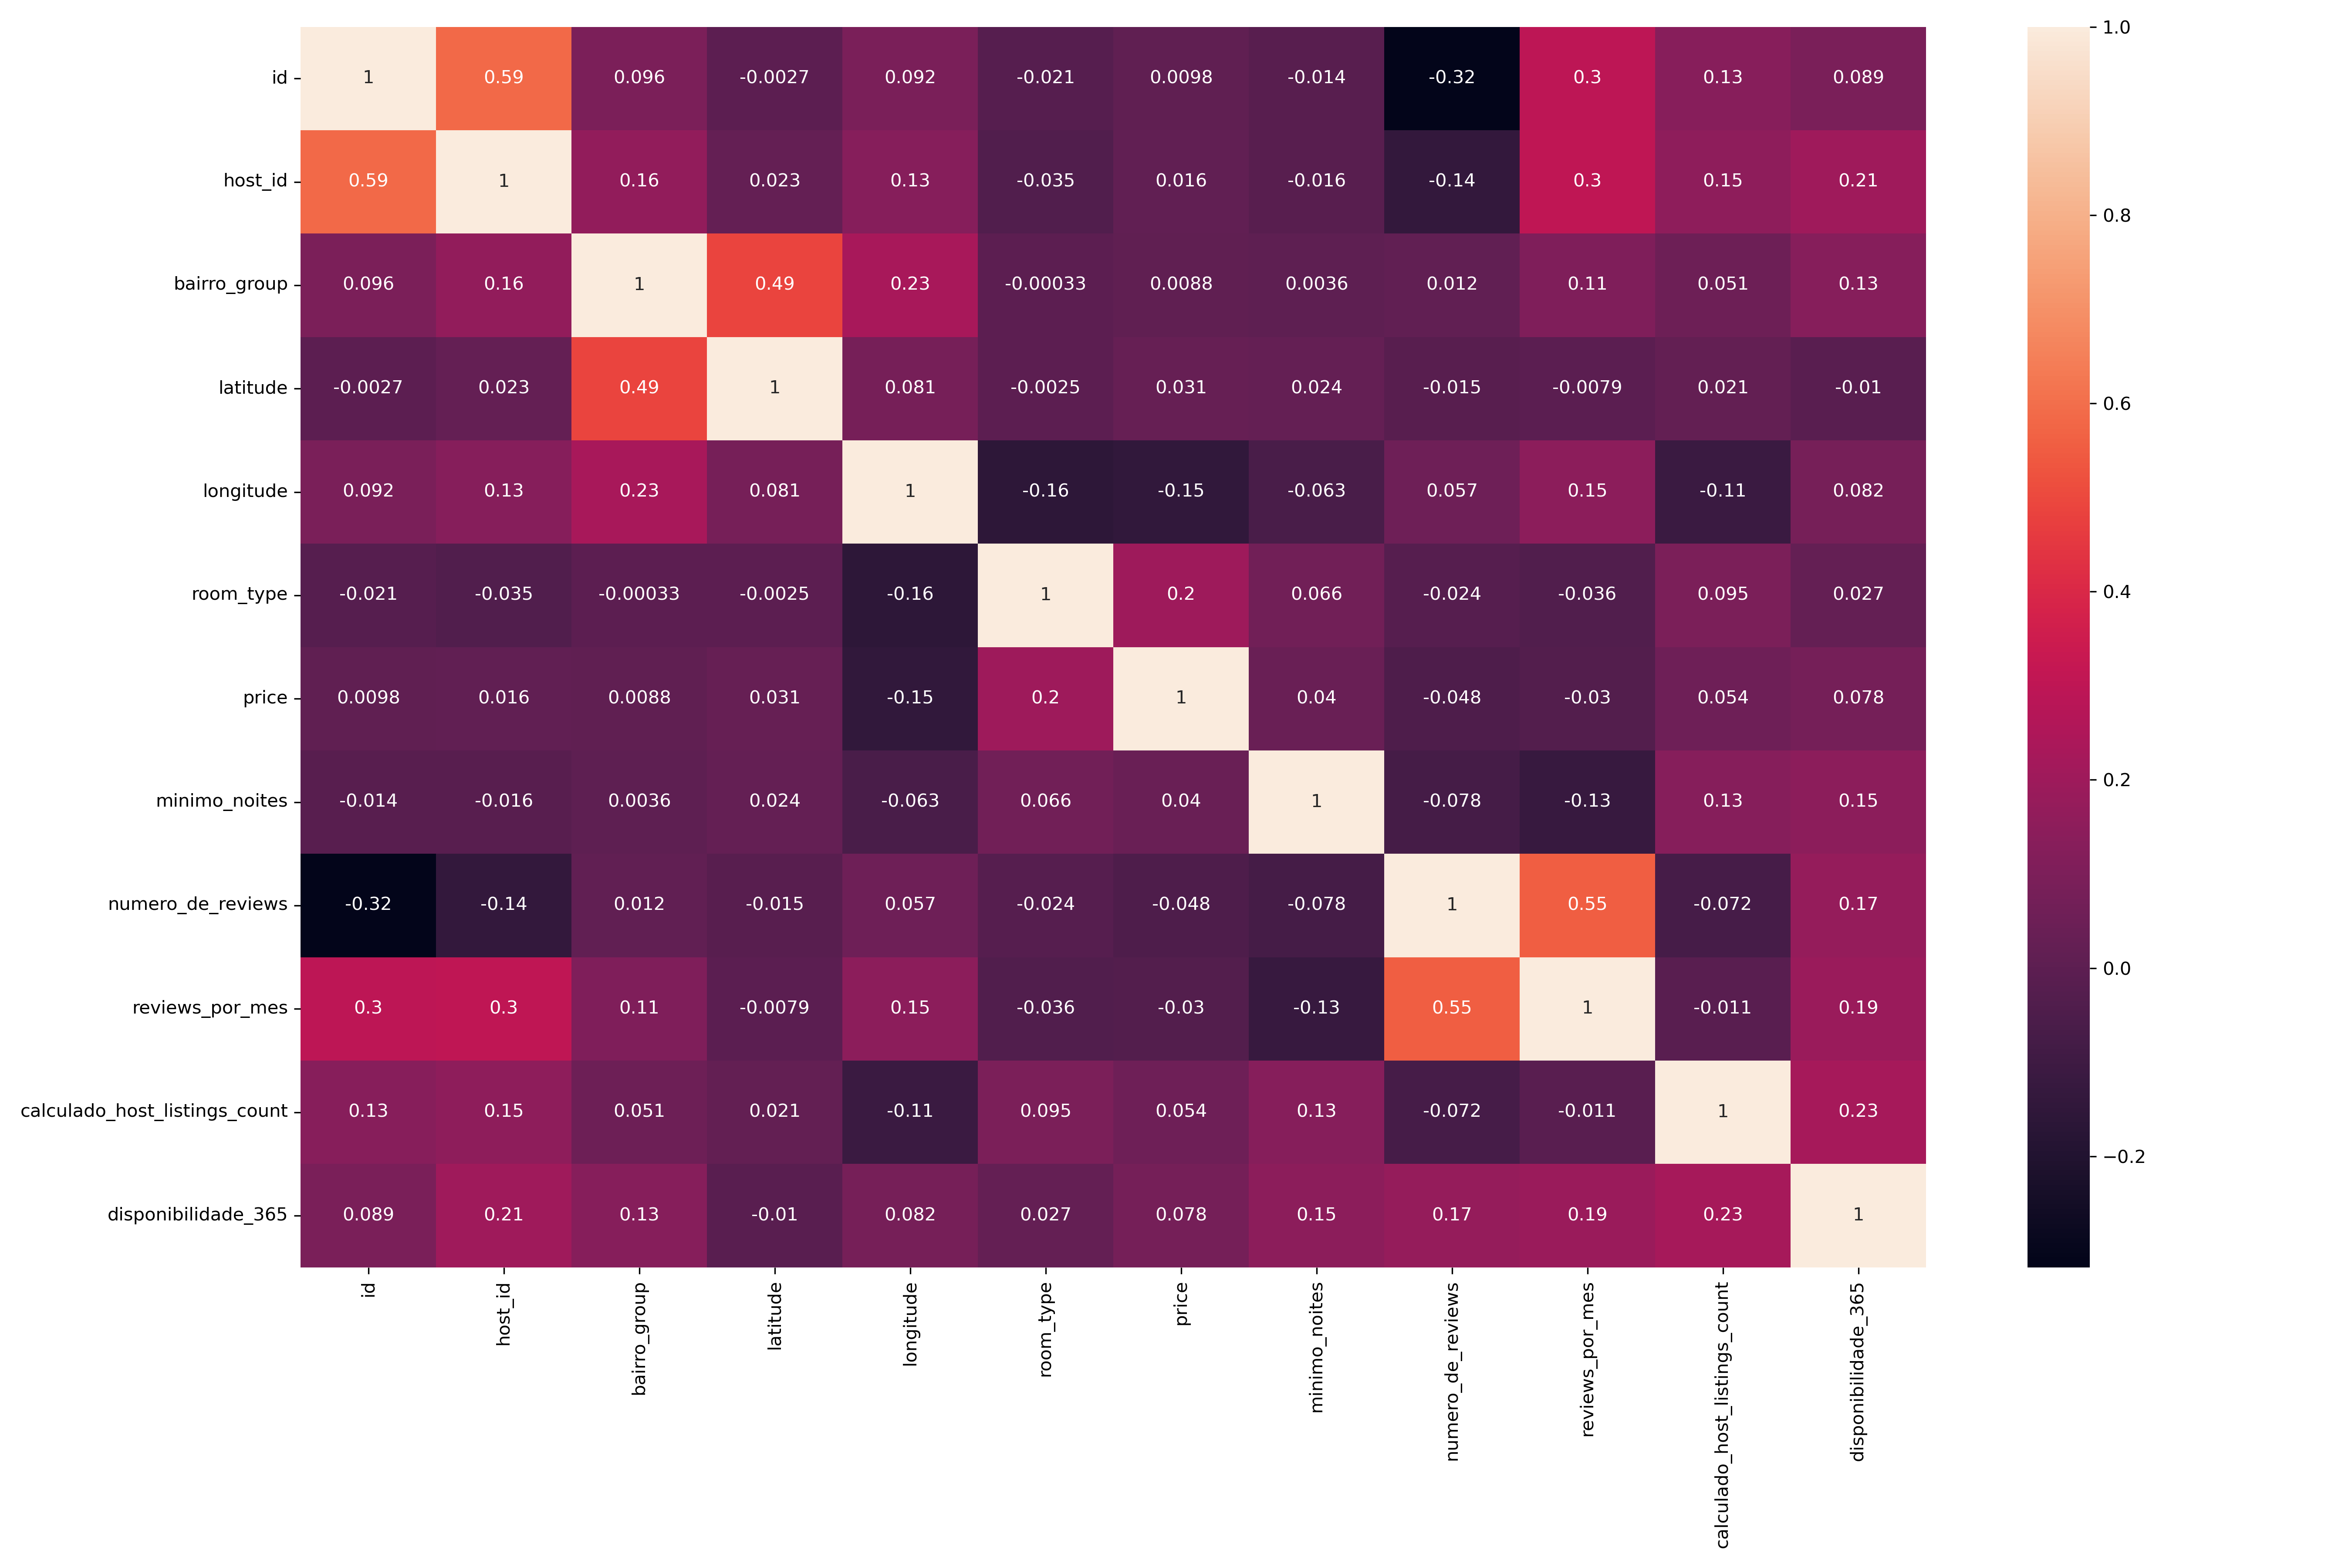 id 1 0.59 0.096 -0.0027 0.092 -0.021 0.0098 -0.014 -0.32 0.3 0.13 0.089
host_id 0.59 1 0.16 0.023 0.13 -0.035 0.016 -0.016 -0.14 0.3 0.15 0.21
bairro_group 0.096 0.16 1 0.49 0.23 -0.00033 0.0088 0.0036 0.012 0.11 0.051 0.13
latitude -0.0027 0.023 0.49 1 0.081 -0.0025 0.031 0.024 -0.015 -0.0079 0.021 -0.01
longitude 0.092 0.13 0.23 0.081 1 -0.16 -0.15 -0.063 0.057 0.15 -0.11 0.082
room_type -0.021 -0.035 -0.00033 -0.0025 -0.16 1 0.2 0.066 -0.024 -0.036 0.095 0.027
price 0.0098 0.016 0.0088 0.031 -0.15 0.2 1 0.04 -0.048 -0.03 0.054 0.078
minimo_noites -0.014 -0.016 0.0036 0.024 -0.063 0.066 0.04 1 -0.078 -0.13 0.13 0.15
numero_de_reviews -0.32 -0.14 0.012 -0.015 0.057 -0.024 -0.048 -0.078 1 0.55 -0.072 0.17
reviews_por_mes 0.3 0.3 0.11 -0.0079 0.15 -0.036 -0.03 -0.13 0.55 1 -0.011 0.19
calculado_host_listings_count 0.13 0.15 0.051 0.021 -0.11 0.095 0.054 0.13 -0.072 -0.011 1 0.23
disponibilidade_365 0.089 0.21 0.13 -0.01 0.082 0.027 0.078 0.15 0.17 0.19 0.23 1
id
host_id
bairro_group
latitude
longitude
room_type
price
minimo_noites
numero_de_reviews
reviews_por_mes
calculado_host_listings_count
disponibilidade_365
1.0
0.8
0.6
0.4
0.2
0.0
−0.2